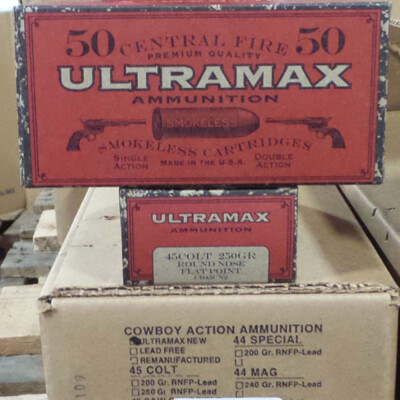 50 CENTRAL FIRE 50
PREMIUM QUALITY
ULTRAMAX
AMMUNITION
SMOKELESS
SMOKELESS CARTRIDGES
SINGLE ACTION
MADE IN THE U.S.A.
DOUBLE ACTION
ULTRAMAX
AMMUNITION
45COLT 250GR
ROUND NOSE
FLAT POINT
COWBOY ACTION AMMUNITION
ULTRAMAX NEW
LEAD FREE
REMANUFACTURED
45 COLT
200 Gr. RNFP-Lead
250 Gr. RNFP-Lead
44 SPECIAL
200 Gr. RNFP-Lead
44 MAG
240 Gr. RNFP-Lead
109